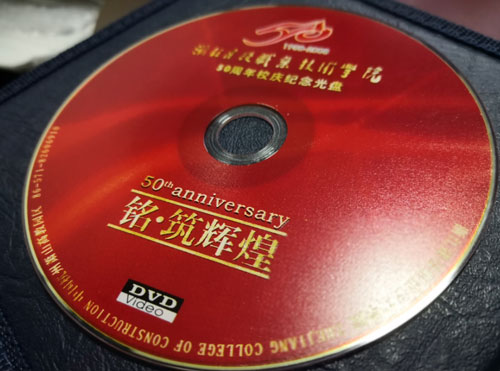 浙江建设职业技术学院
50周年校庆纪念光盘
50th anniversary
铭·筑辉煌
DVD
Video
ZHEJIANG COLLEGE OF CONSTRUCTION